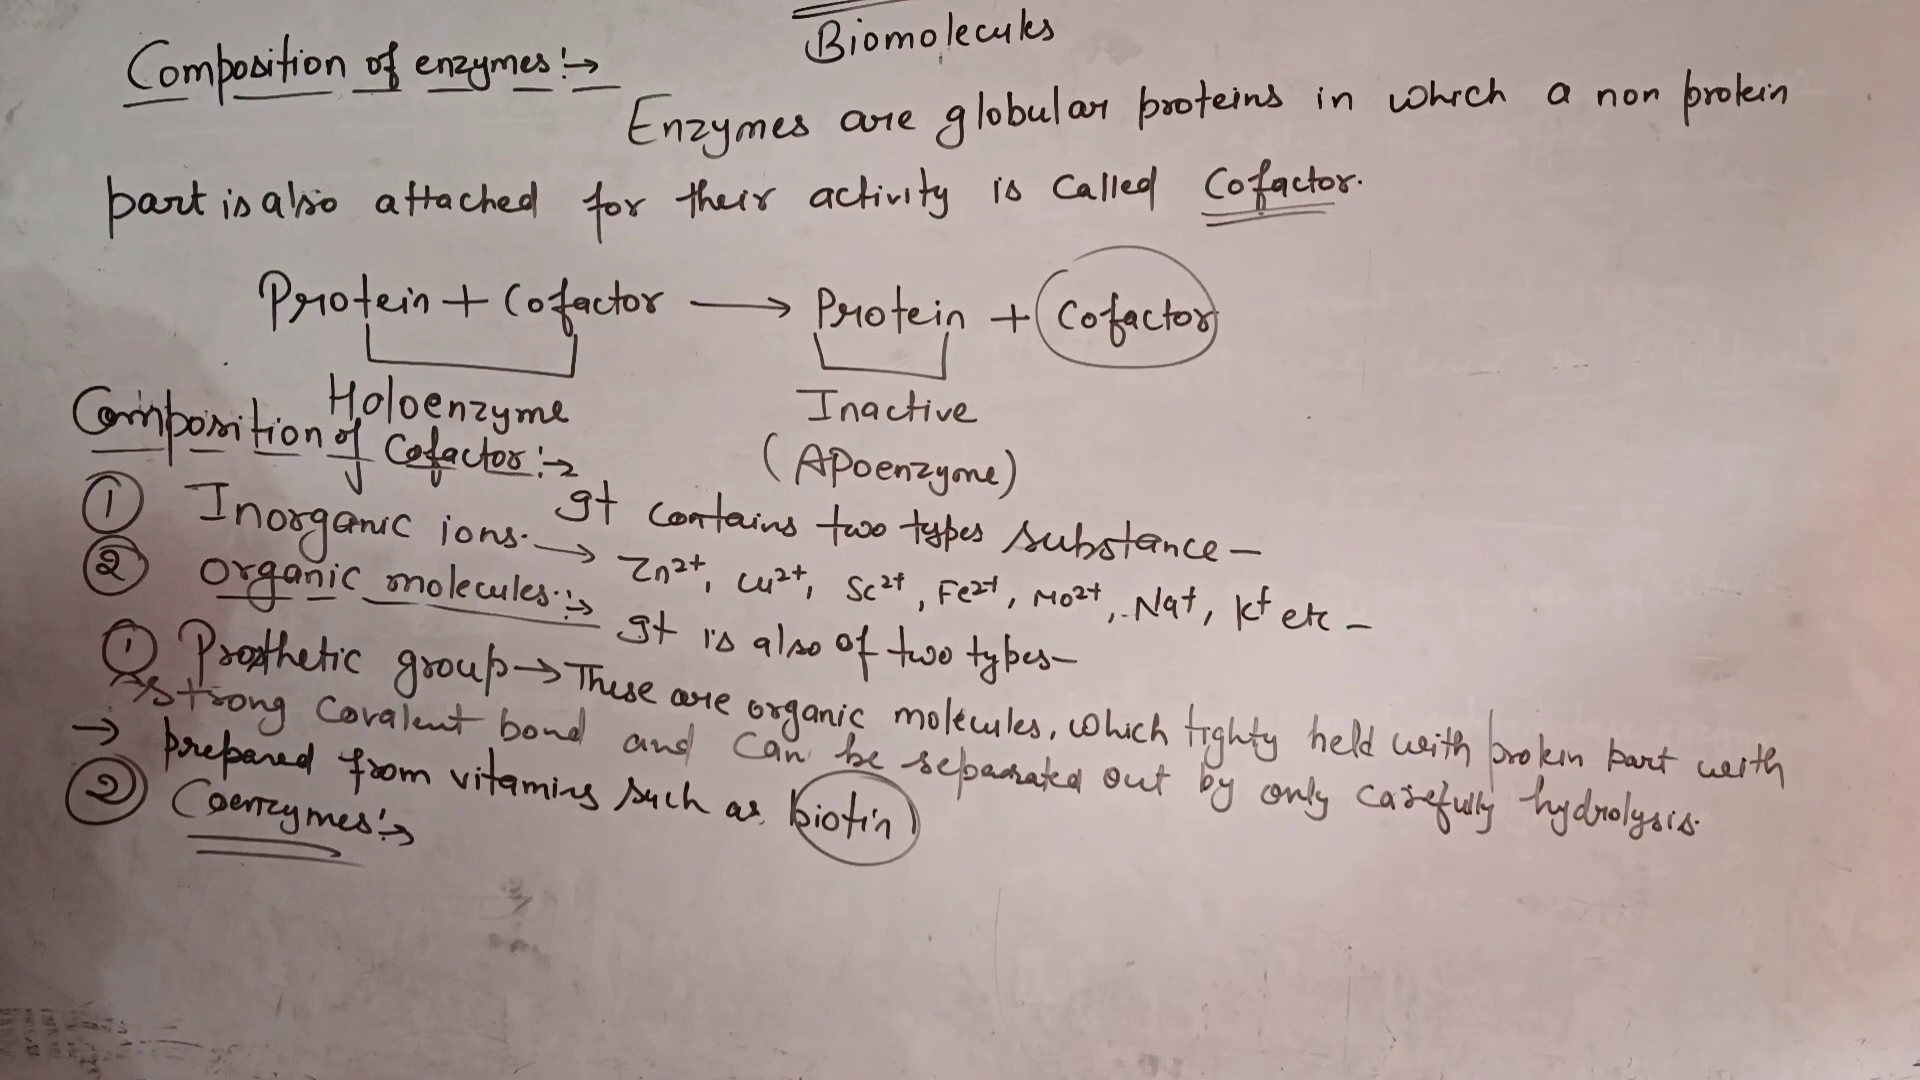 Biomolecules
Composition of enzymes:→
Enzymes are globular proteins in which a non protein
part is also attached for their activity is called Cofactor.
Protein + Cofactor → Protein + Cofactor
Holoenzyme Inactive
(Apoenzyme)
Composition of Cofactor:→
It contains two types substance –
① Inorganic ions. → Zn2+, Cu2+, Sc2+, Fe2+, Mo2+, Na+, K+ etc –
② organic molecules:→ It is also of two types –
① Prosthetic group → These are organic molecules, which tighty held with protein part with
A strong covalent bond and can be separated out by only carefully hydrolysis.
→ prepared from vitamins such as biotin
② Coenzymes:→